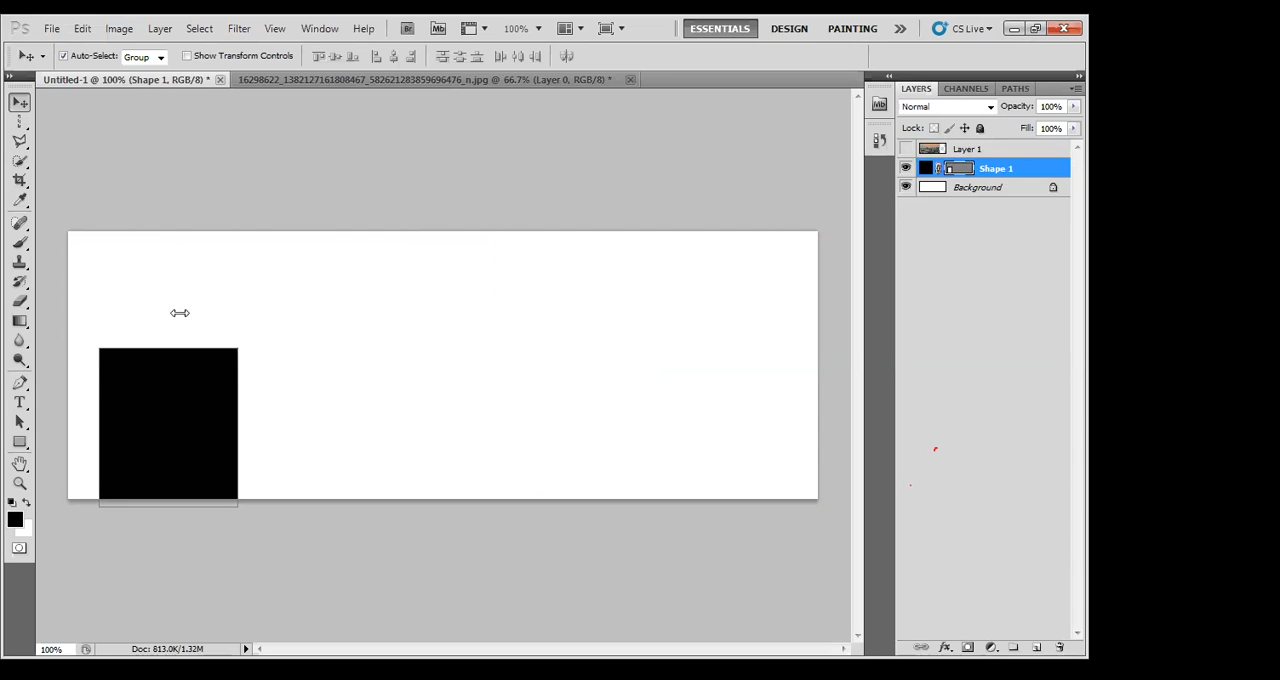 Ps File Edit Image Layer Select Filter View Window Help Br Mb 100% ESSENTIALS DESIGN PAINTING CS Live
Auto-Select: Group Show Transform Controls
Untitled-1 @ 100% (Shape 1, RGB/8) * 16298622_1382127161808467_582621283859696476_n.jpg @ 66.7% (Layer 0, RGB/8) *
LAYERS CHANNELS PATHS
Mb
Normal Opacity: 100%
Lock: Fill: 100%
Layer 1
Shape 1
Background
T
100% Doc: 813.0K/1.32M
fx